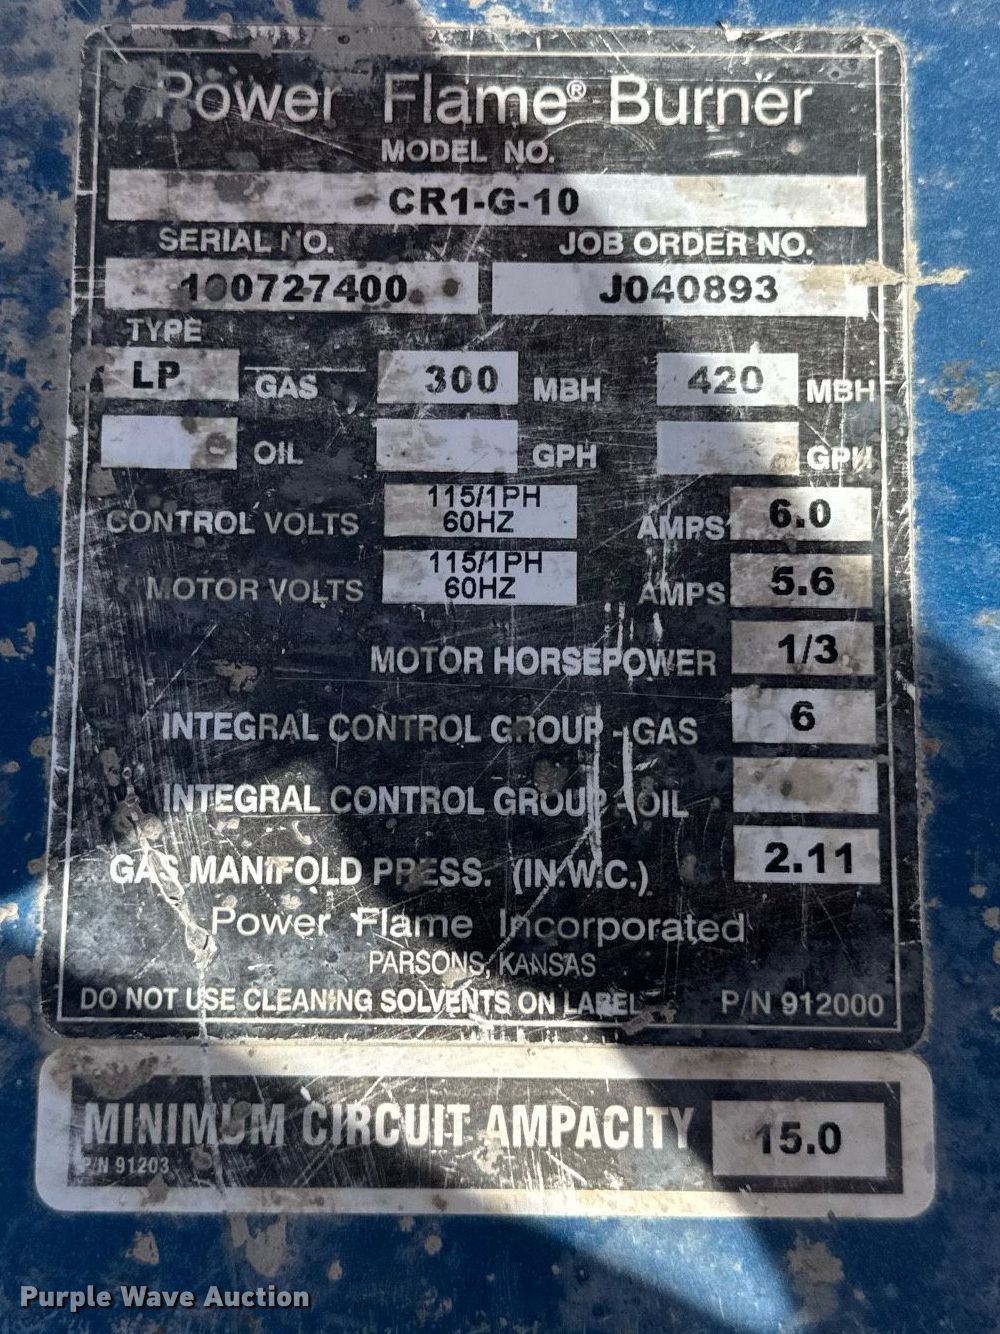 Power Flame® Burner
MODEL NO.
CR1-G-10
SERIAL NO. JOB ORDER NO.
100727400 J040893
TYPE
LP GAS 300 MBH 420 MBH
OIL GPH GPH
CONTROL VOLTS 115/1PH 60HZ AMPS 6.0
MOTOR VOLTS 115/1PH 60HZ AMPS 5.6
MOTOR HORSEPOWER 1/3
INTEGRAL CONTROL GROUP - GAS 6
INTEGRAL CONTROL GROUP - OIL
GAS MANIFOLD PRESS. (IN.W.C.) 2.11
Power Flame Incorporated
PARSONS, KANSAS
DO NOT USE CLEANING SOLVENTS ON LABEL P/N 912000
MINIMUM CIRCUIT AMPACITY 15.0
P/N 91203
Purple Wave Auction